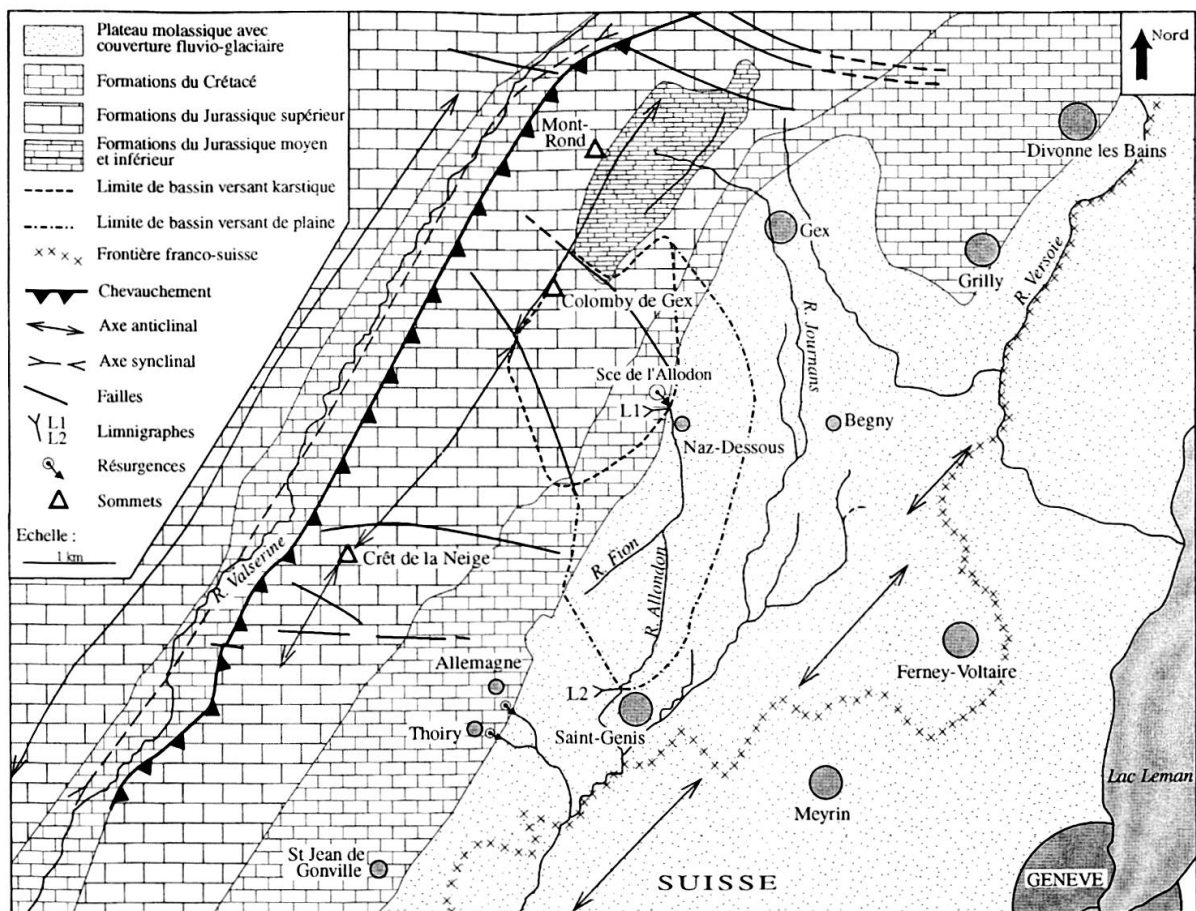 Plateau molassique avec
couverture fluvio-glaciaire
Formations du Crétacé
Formations du Jurassique supérieur
Formations du Jurassique moyen
et inférieur
Limite de bassin versant karstique
Limite de bassin versant de plaine
Frontière franco-suisse
Chevauchement
Axe anticlinal
Axe synclinal
Failles
L1
L2
Limnigraphes
Résurgences
Sommets
Echelle :
1 km
Nord
Mont-
Rond
Divonne les Bains
Gex
Grilly
R. Versoie
Colomby de Gex
R. Journans
Sce de l'Allodon
L1
Naz-Dessous
Begny
R. Valserine
Crêt de la Neige
R. Fion
R. Allondon
Ferney-Voltaire
Allemagne
L2
Thoiry
Saint-Genis
Meyrin
Lac Leman
St Jean de
Gonville
SUISSE
GENEVE